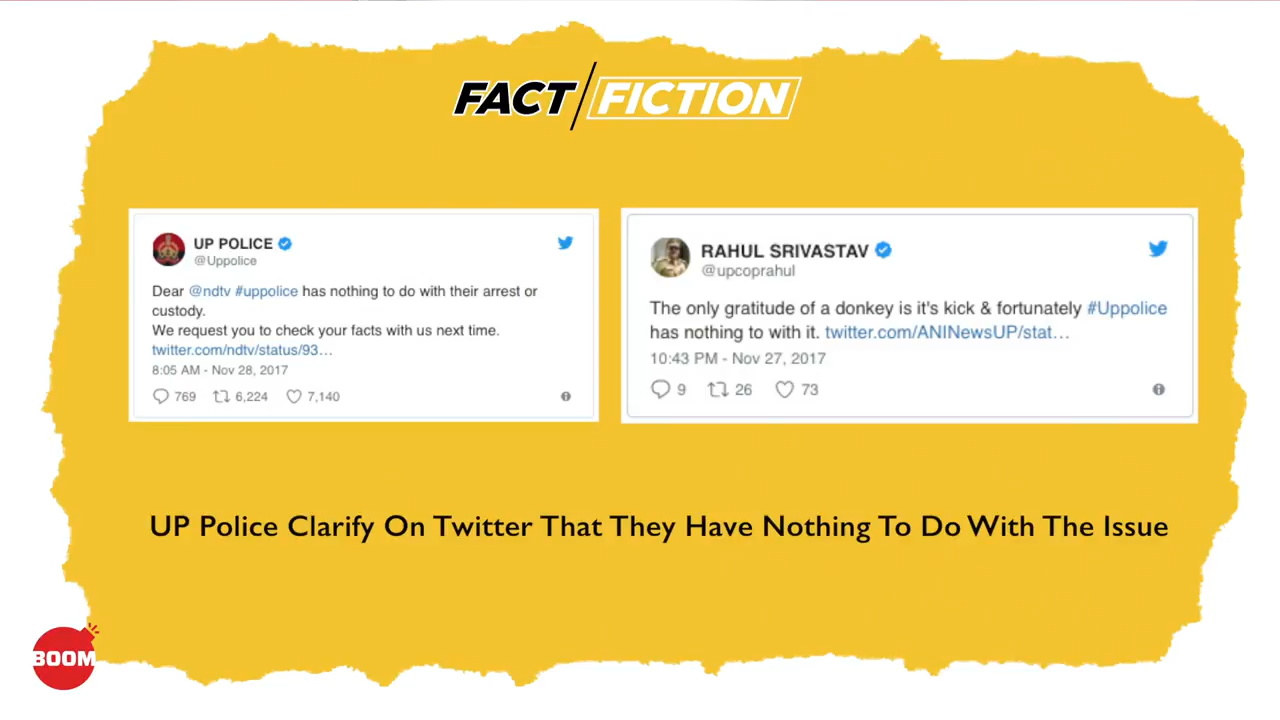 FACT/FICTION
UP POLICE
@Uppolice
Dear @ndtv #uppolice has nothing to do with their arrest or
custody.
We request you to check your facts with us next time.
twitter.com/ndtv/status/93…
8:05 AM - Nov 28, 2017
769 6,224 7,140
RAHUL SRIVASTAV
@upcoprahul
The only gratitude of a donkey is it's kick & fortunately #Uppolice
has nothing to with it. twitter.com/ANINewsUP/stat…
10:43 PM - Nov 27, 2017
9 26 73
UP Police Clarify On Twitter That They Have Nothing To Do With The Issue
BOOM